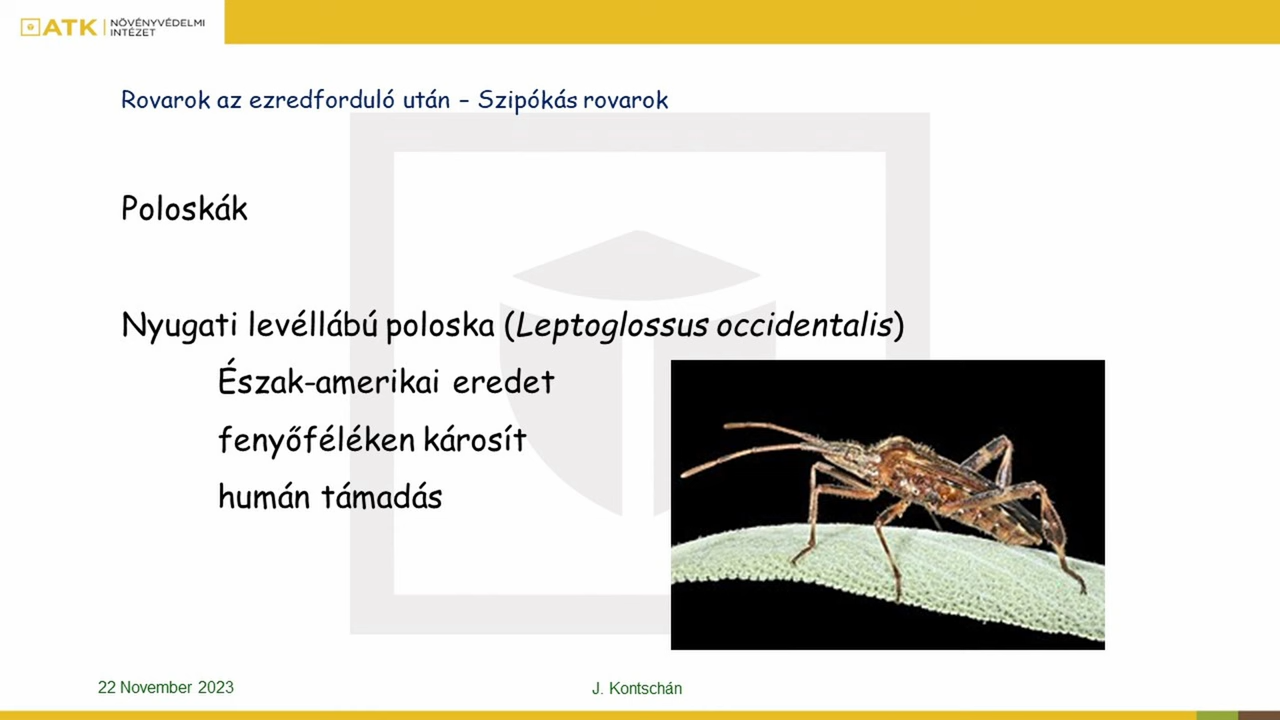 ATK NÖVÉNYVÉDELMI
INTÉZET
Rovarok az ezredforduló után – Szipókás rovarok
Poloskák
Nyugati levéllábú poloska (Leptoglossus occidentalis)
Észak-amerikai eredet
fenyőféléken károsít
humán támadás
22 November 2023
J. Kontschán